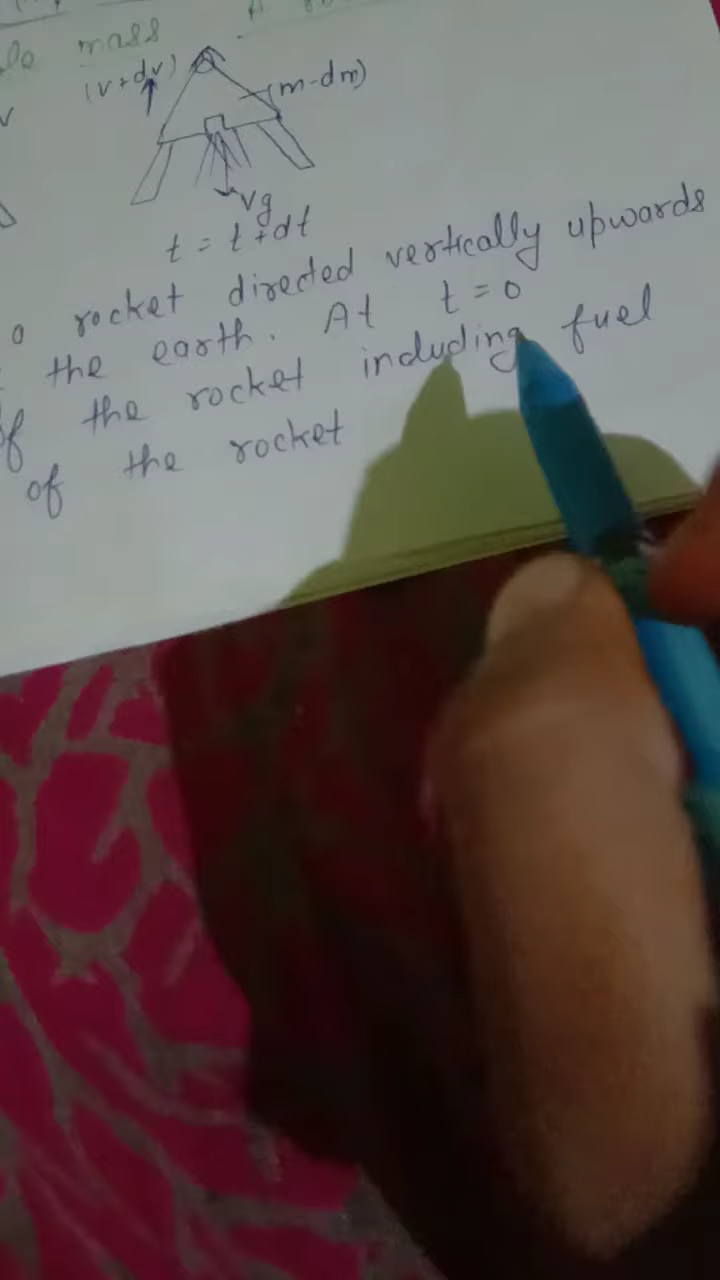 mass
(v+dv)
(m-dm)
vg
t = t+dt
rocket directed vertically upwards
the earth. At t=0
of the rocket including fuel
of the rocket